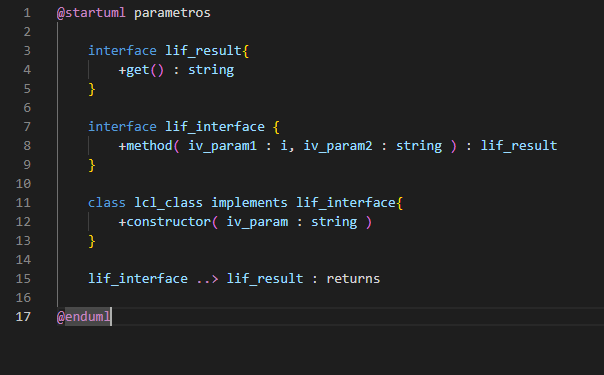 1 @startuml parametros
2
3     interface lif_result{
4         +get() : string
5     }
6
7     interface lif_interface {
8         +method( iv_param1 : i, iv_param2 : string ) : lif_result
9     }
10
11     class lcl_class implements lif_interface{
12         +constructor( iv_param : string )
13     }
14
15     lif_interface ..> lif_result : returns
16
17 @enduml